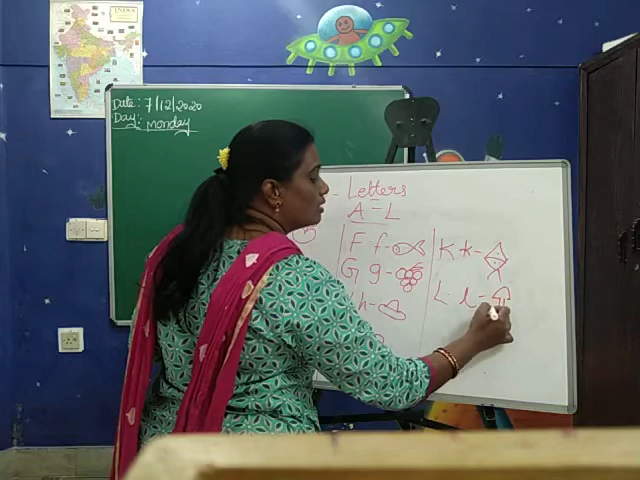 INDIA
Date: 7/12/2020
Day: Monday
- Letters
A - L
F f -
G g -
h -
K k -
L l -